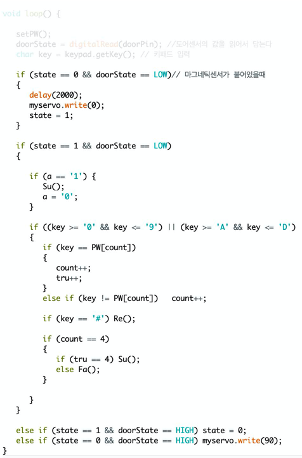 void loop() {
setPW();
doorState = digitalRead(doorPin); //도어센서의 값을 읽어서 담는다
char key = keypad.getKey(); // 키패드 입력
if (state == 0 && doorState == LOW)// 마그네틱센서가 붙어있을때
{
delay(2000);
myservo.write(0);
state = 1;
}
if (state == 1 && doorState == LOW)
{
if (a == '1') {
Su();
a = '0';
}
if ((key >= '0' && key <= '9') || (key >= 'A' && key <= 'D')
{
if (key == PW[count])
{
count++;
tru++;
}
else if (key != PW[count]) count++;
if (key == '#') Re();
if (count == 4)
{
if (tru == 4) Su();
else Fa();
}
}
}
else if (state == 1 && doorState == HIGH) state = 0;
else if (state == 0 && doorState == HIGH) myservo.write(90);
}